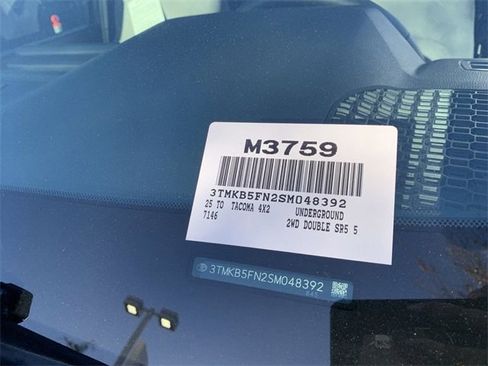 M3759
3TMKB5FN2SM048392
25 TO TACOMA 4X2 UNDERGROUND
7146 2WD DOUBLE SR5 5
3TMKB5FN2SM048392